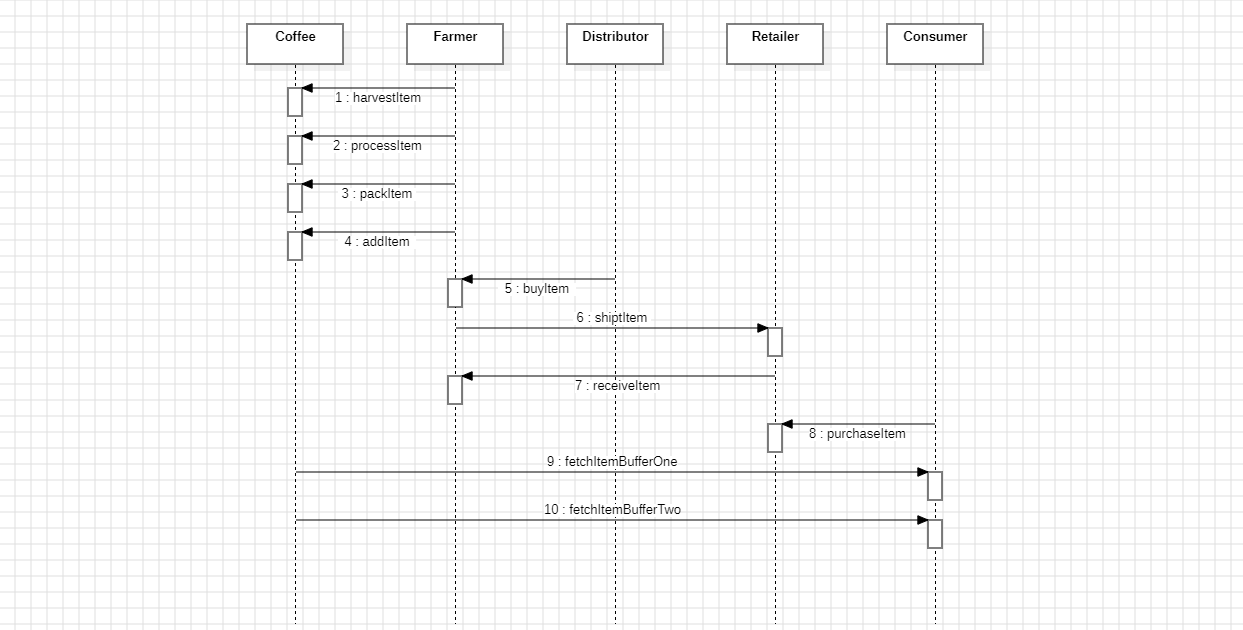 Coffee
Farmer
Distributor
Retailer
Consumer
1 : harvestItem
2 : processItem
3 : packItem
4 : addItem
5 : buyItem
6 : shiptItem
7 : receiveItem
8 : purchaseItem
9 : fetchItemBufferOne
10 : fetchItemBufferTwo